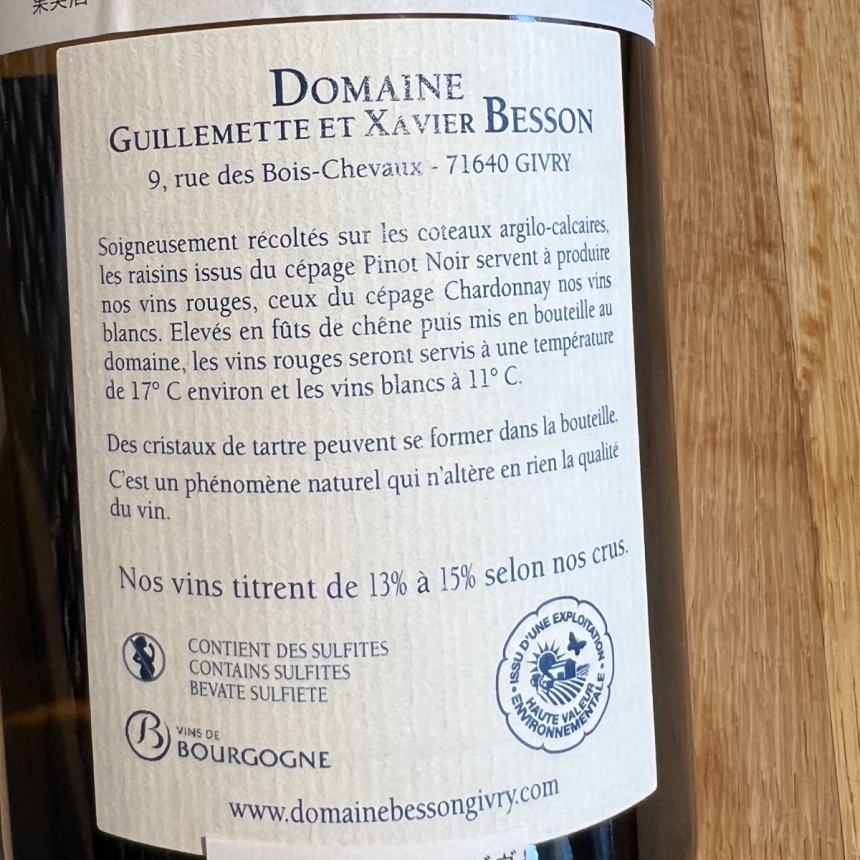 果実酒
DOMAINE
GUILLEMETTE ET XAVIER BESSON
9, rue des Bois-Chevaux - 71640 GIVRY
Soigneusement récoltés sur les coteaux argilo-calcaires,
les raisins issus du cépage Pinot Noir servent à produire
nos vins rouges, ceux du cépage Chardonnay nos vins
blancs. Elevés en fûts de chêne puis mis en bouteille au
domaine, les vins rouges seront servis à une température
de 17° C environ et les vins blancs à 11° C.
Des cristaux de tartre peuvent se former dans la bouteille.
C'est un phénomène naturel qui n'altère en rien la qualité
du vin.
Nos vins titrent de 13% à 15% selon nos crus.
CONTIENT DES SULFITES
CONTAINS SULFITES
BEVATE SULFIETE
ISSU D'UNE EXPLOITATION
HAUTE VALEUR
ENVIRONNEMENTALE
B VINS DE
BOURGOGNE
www.domainebessongivry.com